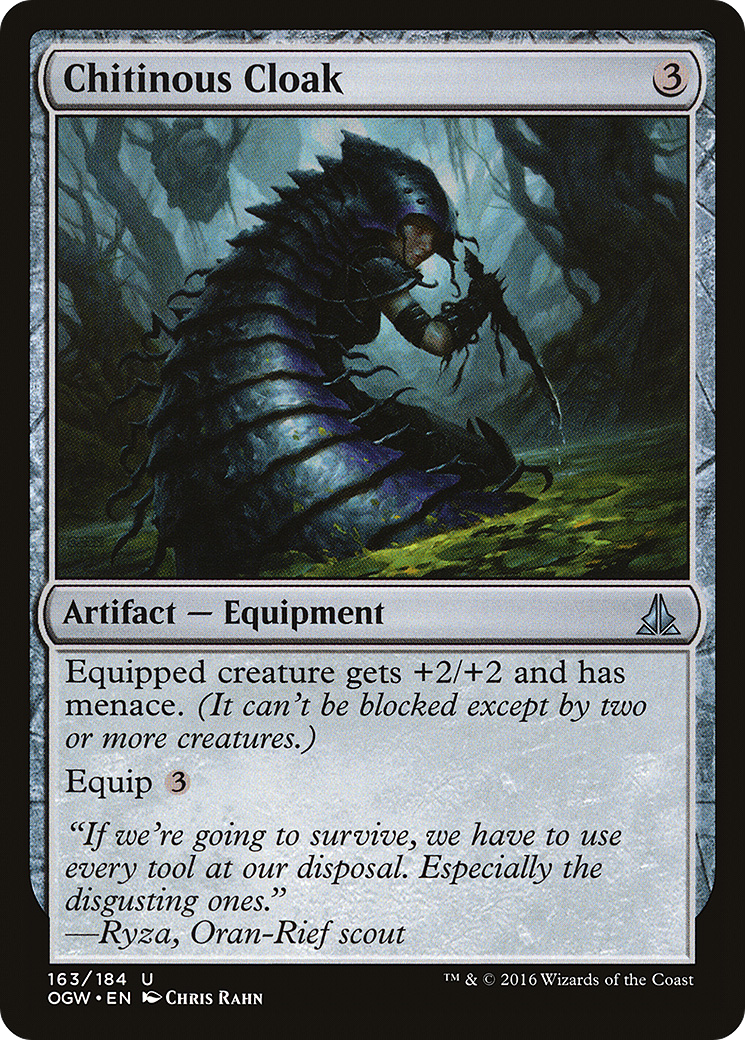 Chitinous Cloak 3
Artifact — Equipment
Equipped creature gets +2/+2 and has
menace. (It can't be blocked except by two
or more creatures.)
Equip 3
"If we're going to survive, we have to use
every tool at our disposal. Especially the
disgusting ones."
—Ryza, Oran-Rief scout
163/184 U
™ & © 2016 Wizards of the Coast
OGW • EN Chris Rahn